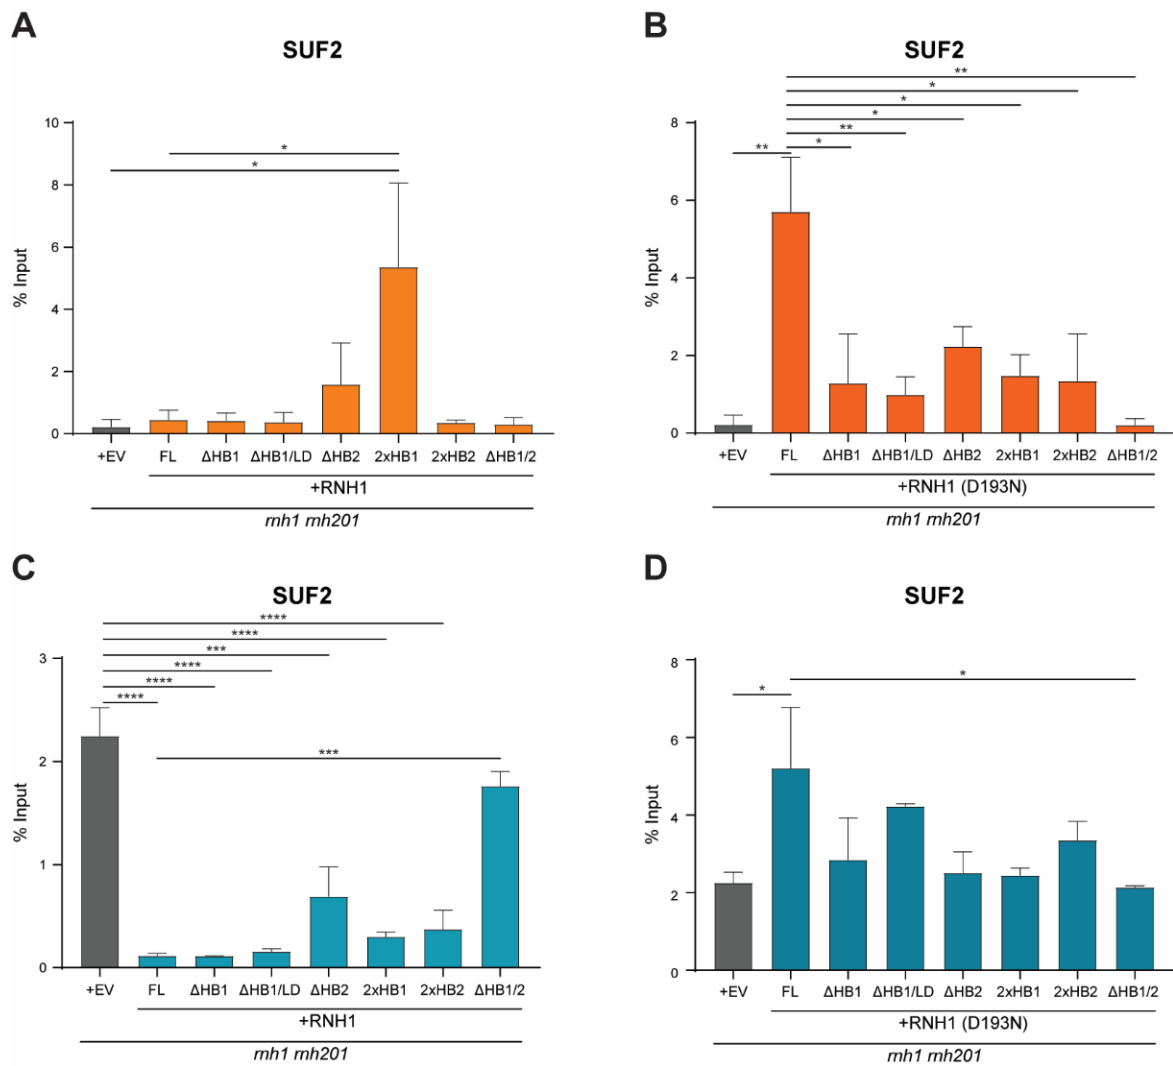 A
SUF2
*
*
% Input
10
8
6
4
2
0
+EV FL ΔHB1 ΔHB1/LD ΔHB2 2xHB1 2xHB2 ΔHB1/2
+RNH1
rnh1 rnh201
B
SUF2
**
*
*
*
**
** *
% Input
8
6
4
2
0
+EV FL ΔHB1 ΔHB1/LD ΔHB2 2xHB1 2xHB2 ΔHB1/2
+RNH1 (D193N)
rnh1 rnh201
C
SUF2
****
****
***
****
****
****
***
% Input
3
2
1
0
+EV FL ΔHB1 ΔHB1/LD ΔHB2 2xHB1 2xHB2 ΔHB1/2
+RNH1
rnh1 rnh201
D
SUF2
*
*
% Input
8
6
4
2
0
+EV FL ΔHB1 ΔHB1/LD ΔHB2 2xHB1 2xHB2 ΔHB1/2
+RNH1 (D193N)
rnh1 rnh201